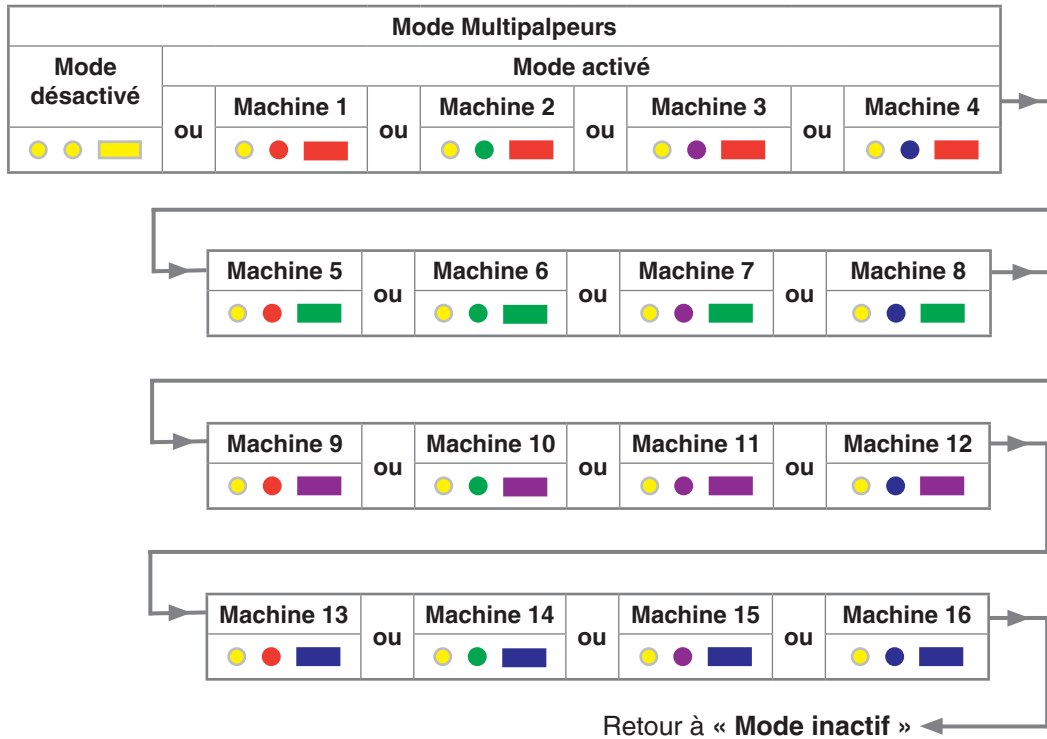 Mode Multipalpeurs
Mode désactivé
Mode activé
ou
Machine 1
ou
Machine 2
ou
Machine 3
ou
Machine 4
Machine 5
ou
Machine 6
ou
Machine 7
ou
Machine 8
Machine 9
ou
Machine 10
ou
Machine 11
ou
Machine 12
Machine 13
ou
Machine 14
ou
Machine 15
ou
Machine 16
Retour à « Mode inactif »